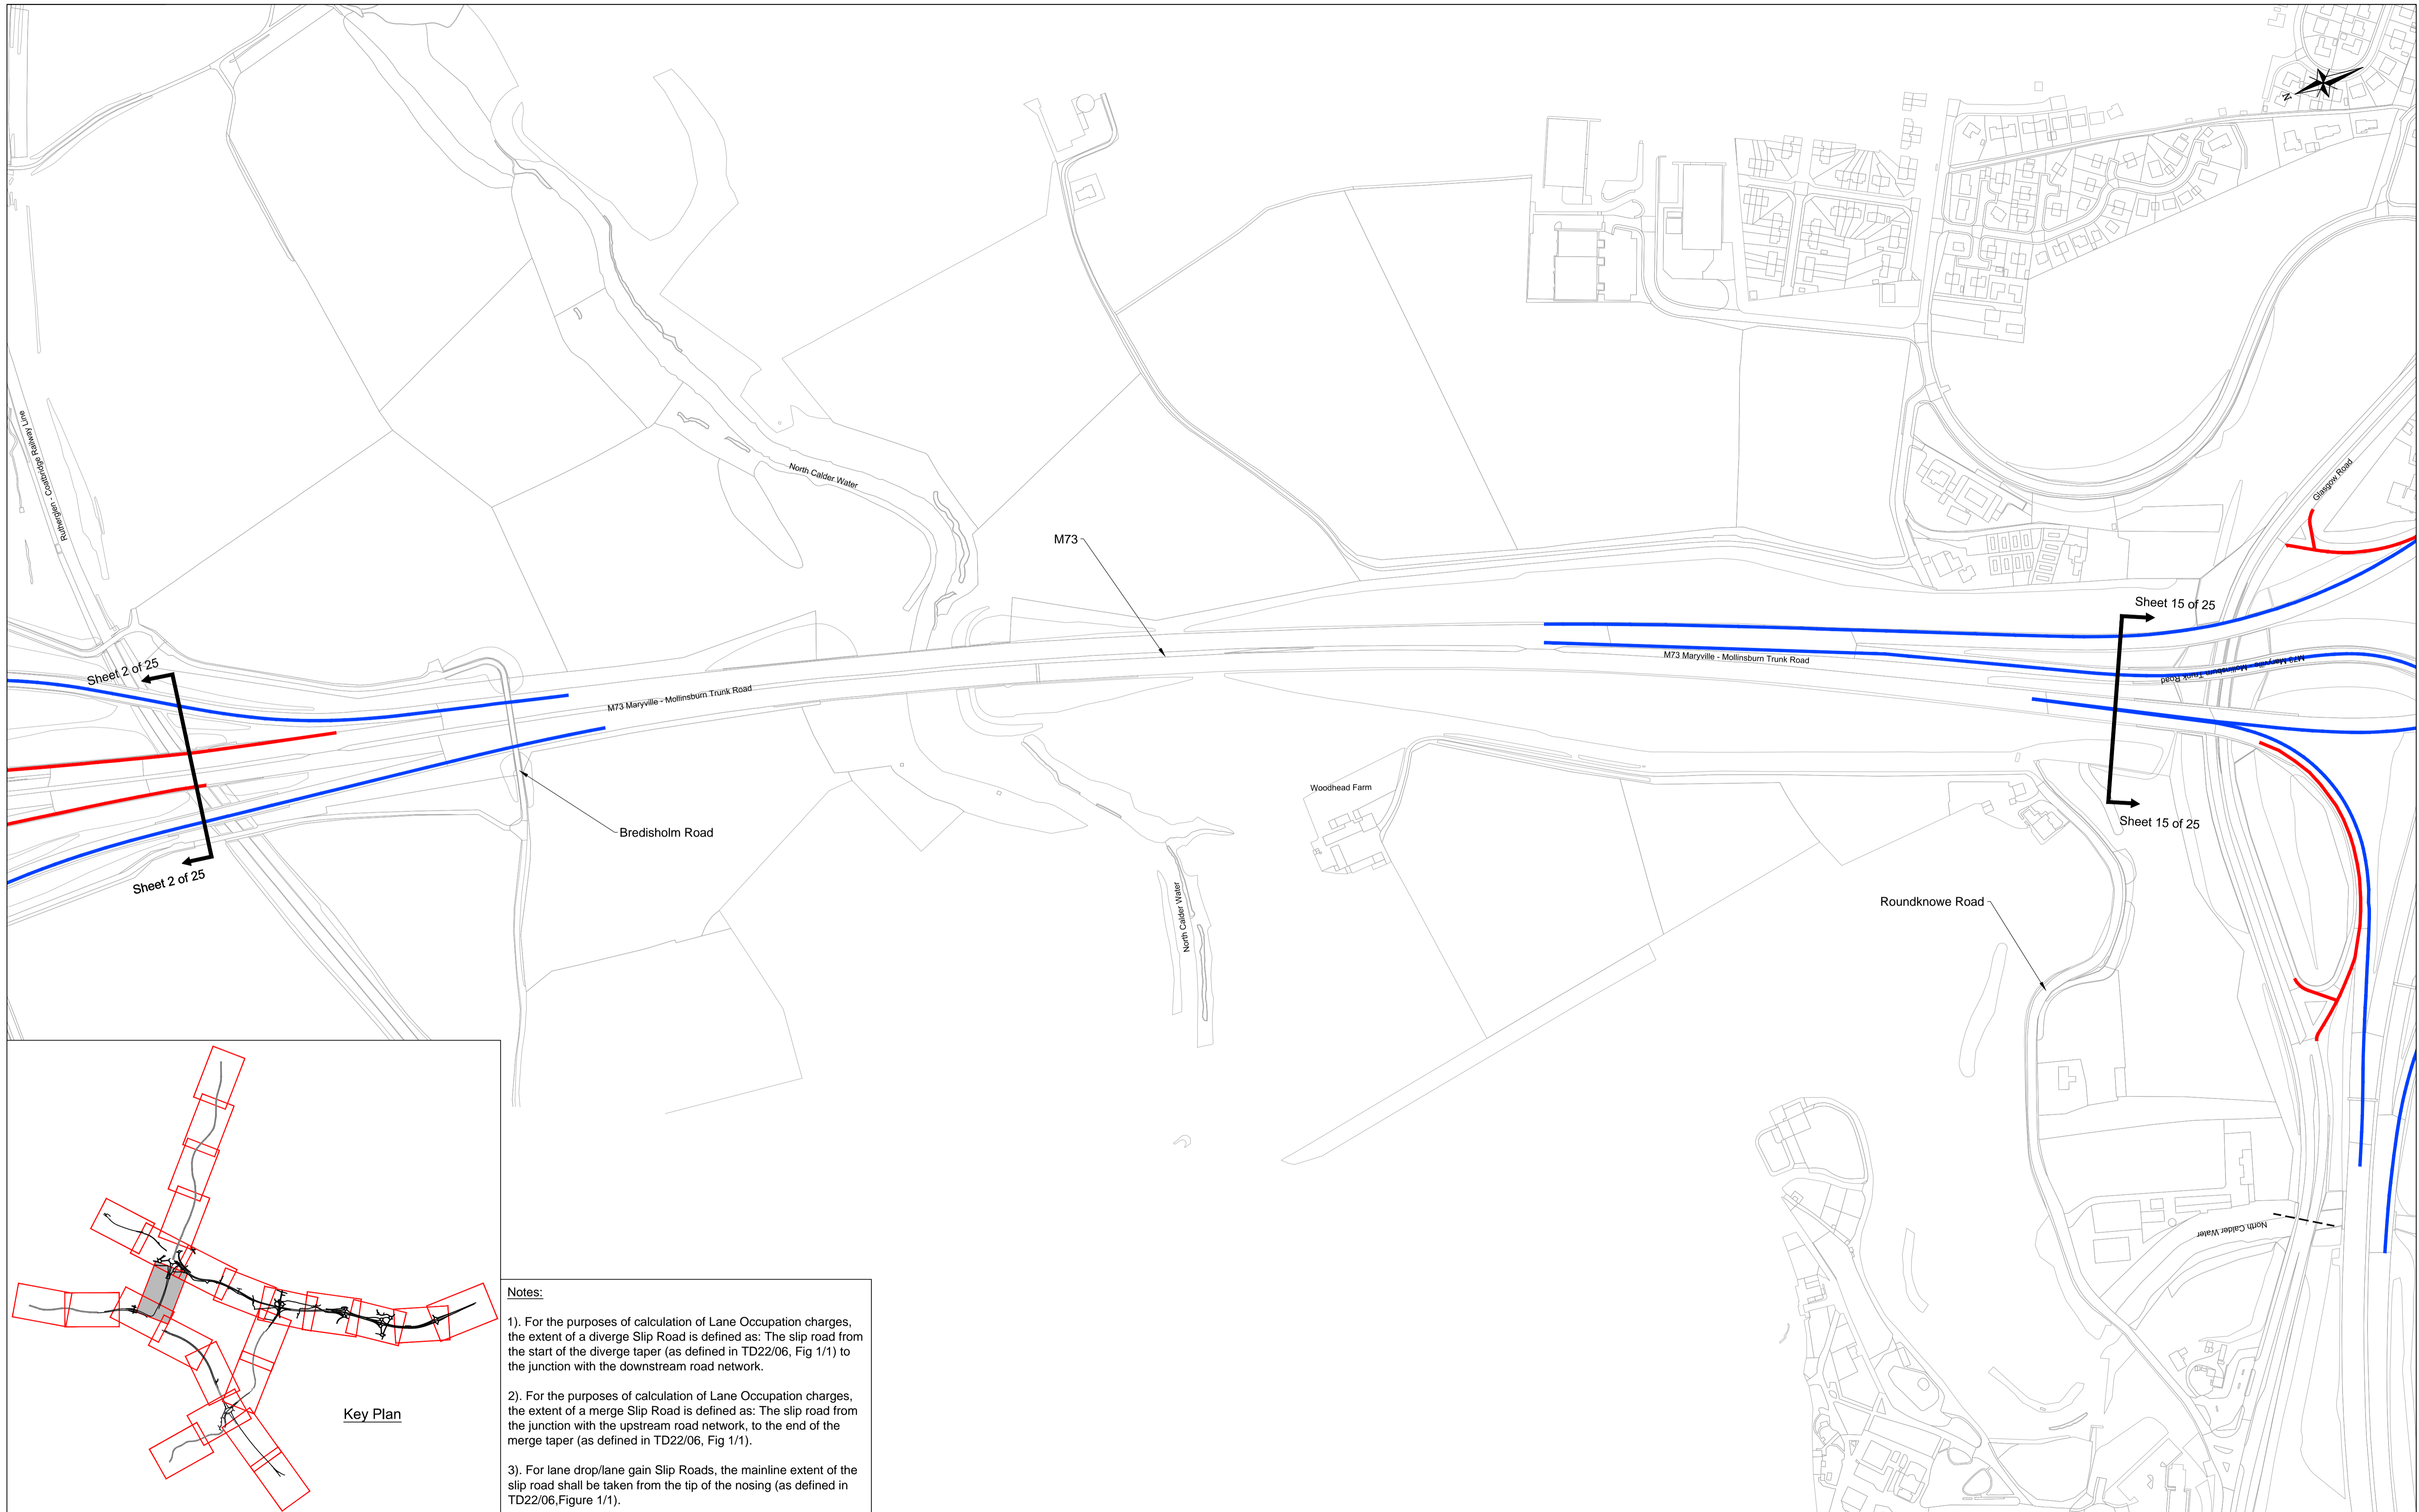 N
Rutherglen - Coatbridge Railway Line
North Calder Water
M73
Glasgow Road
Sheet 15 of 25
Sheet 2 of 25
M73 Maryville - Mollinsburn Trunk Road
M73 Maryville - Mollinsburn Trunk Road
M73 Maryville - Mollinsburn Trunk Road
Woodhead Farm
Bredisholm Road
Sheet 15 of 25
Sheet 2 of 25
North Calder Water
Roundknowe Road
North Calder Water
Key Plan
Notes:
1). For the purposes of calculation of Lane Occupation charges,
the extent of a diverge Slip Road is defined as: The slip road from
the start of the diverge taper (as defined in TD22/06, Fig 1/1) to
the junction with the downstream road network.
2). For the purposes of calculation of Lane Occupation charges,
the extent of a merge Slip Road is defined as: The slip road from
the junction with the upstream road network, to the end of the
merge taper (as defined in TD22/06, Fig 1/1).
3). For lane drop/lane gain Slip Roads, the mainline extent of the
slip road shall be taken from the tip of the nosing (as defined in
TD22/06,Figure 1/1).